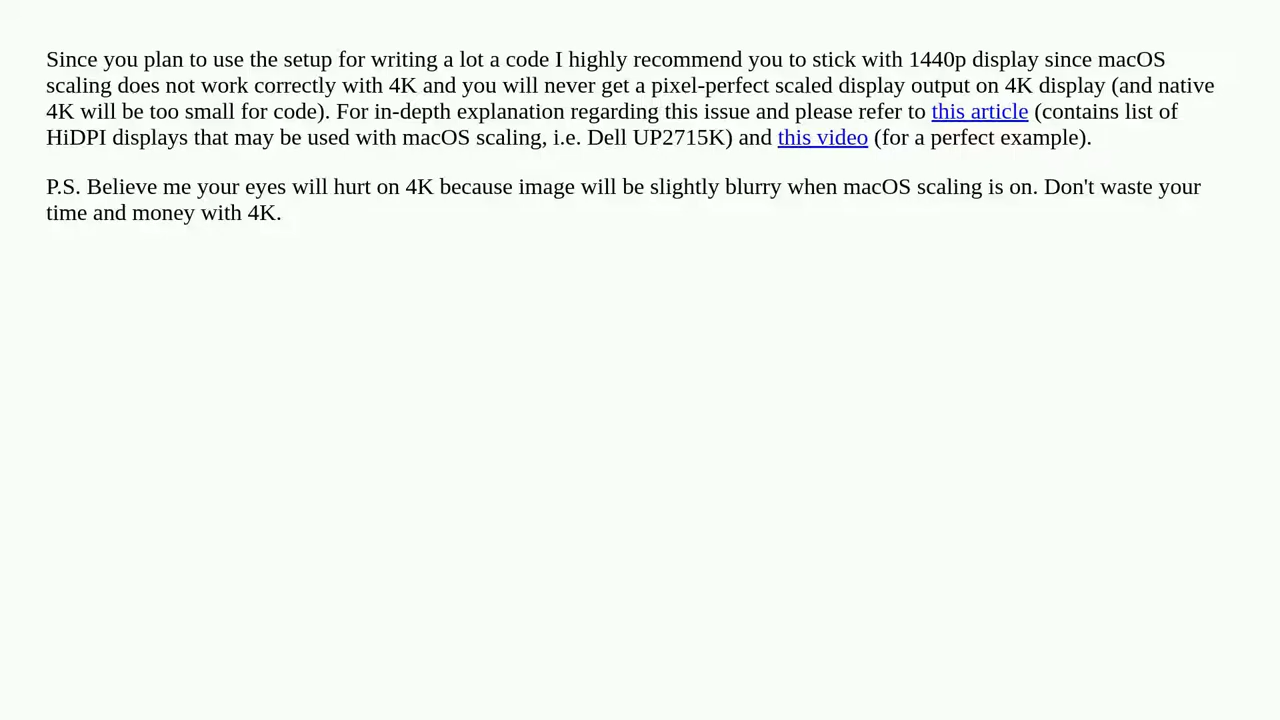 Since you plan to use the setup for writing a lot a code I highly recommend you to stick with 1440p display since macOS
scaling does not work correctly with 4K and you will never get a pixel-perfect scaled display output on 4K display (and native
4K will be too small for code). For in-depth explanation regarding this issue and please refer to this article (contains list of
HiDPI displays that may be used with macOS scaling, i.e. Dell UP2715K) and this video (for a perfect example).
P.S. Believe me your eyes will hurt on 4K because image will be slightly blurry when macOS scaling is on. Don't waste your
time and money with 4K.